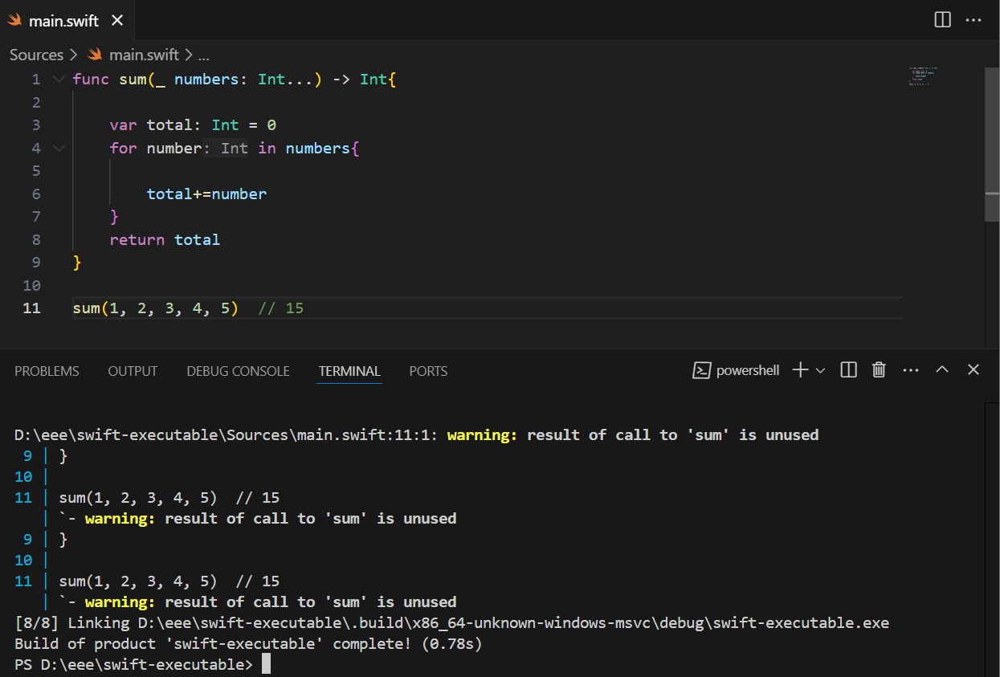 main.swift
Sources > main.swift > ...
1 func sum(_ numbers: Int...) -> Int{
2
3 var total: Int = 0
4 for number: Int in numbers{
5
6 total+=number
7 }
8 return total
9 }
10
11 sum(1, 2, 3, 4, 5)  // 15
PROBLEMS OUTPUT DEBUG CONSOLE TERMINAL PORTS powershell
D:\eee\swift-executable\Sources\main.swift:11:1: warning: result of call to 'sum' is unused
9 | }
10 |
11 | sum(1, 2, 3, 4, 5)  // 15
| `- warning: result of call to 'sum' is unused
9 | }
10 |
11 | sum(1, 2, 3, 4, 5)  // 15
| `- warning: result of call to 'sum' is unused
[8/8] Linking D:\eee\swift-executable\.build\x86_64-unknown-windows-msvc\debug\swift-executable.exe
Build of product 'swift-executable' complete! (0.78s)
PS D:\eee\swift-executable>